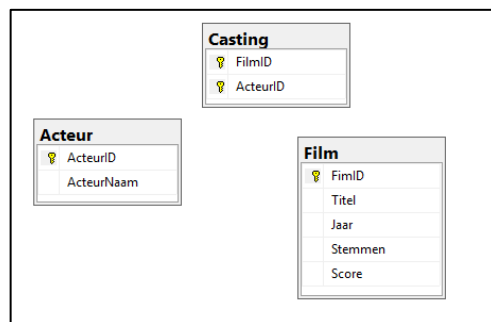 Casting
FilmID
ActeurID
Acteur
ActeurID
ActeurNaam
Film
FimID
Titel
Jaar
Stemmen
Score